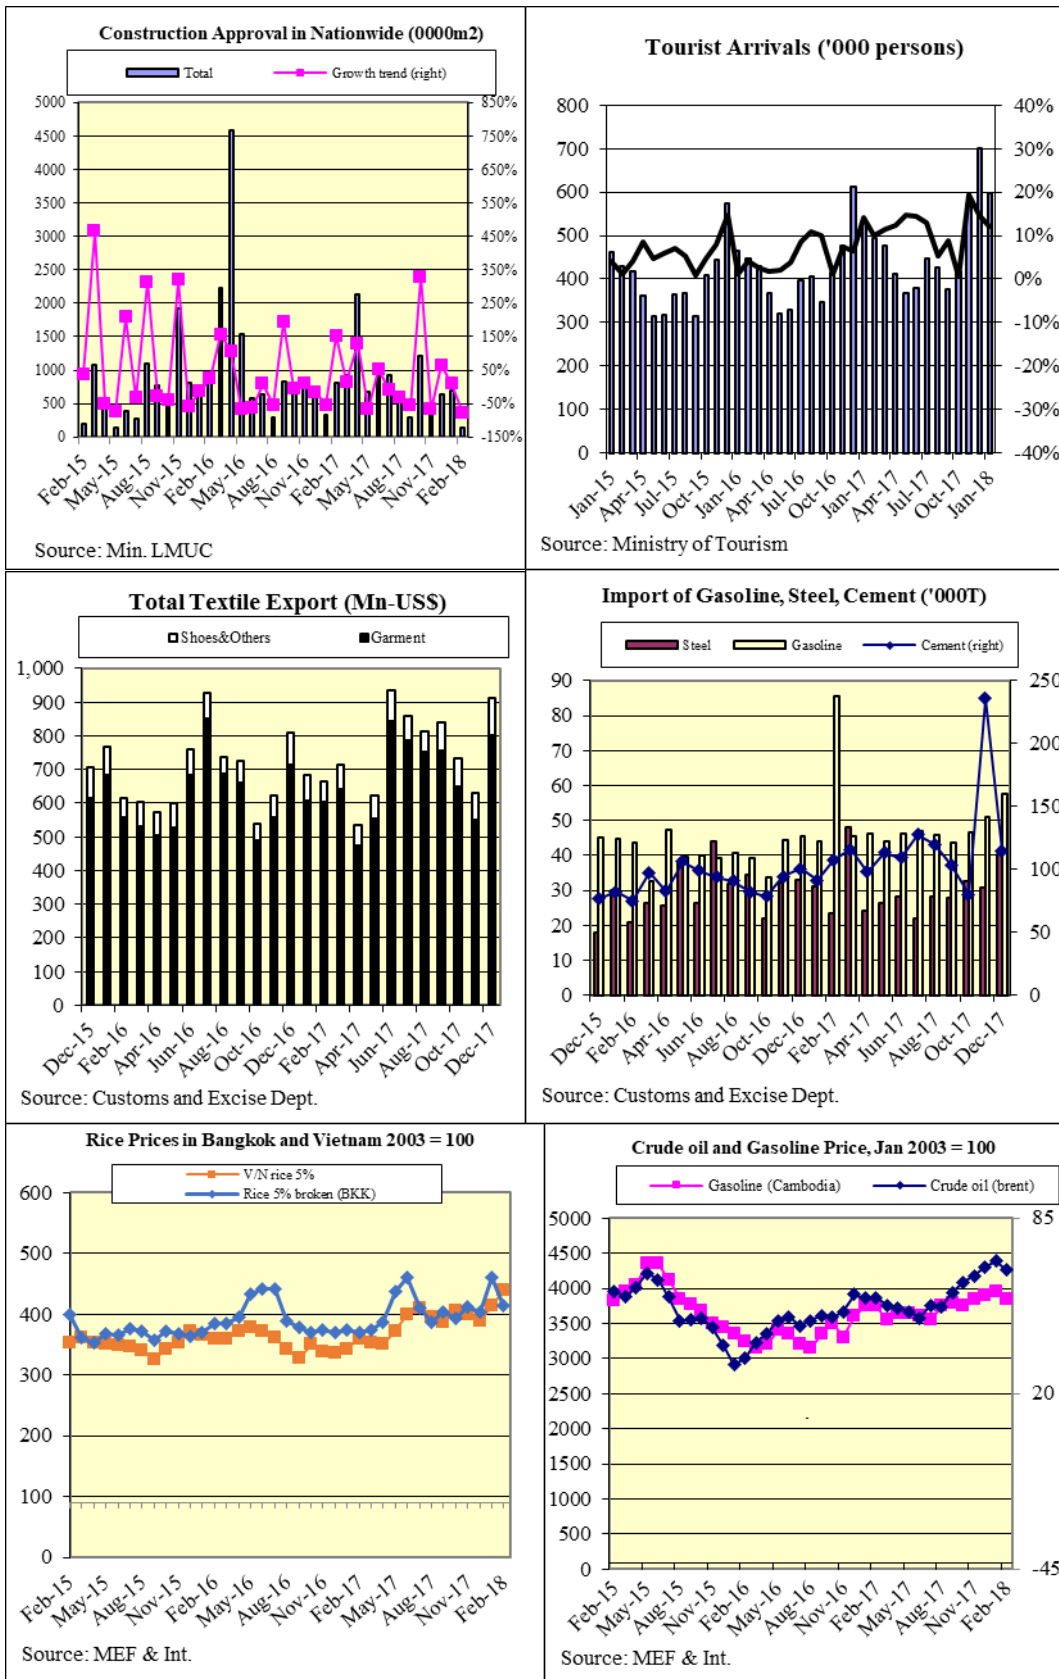 Construction Approval in Nationwide (0000m2)
Total
Growth trend (right)
5000
4500
4000
3500
3000
2500
2000
1500
1000
500
0
850%
750%
650%
550%
450%
350%
250%
150%
50%
-50%
-150%
Feb-15
May-15
Aug-15
Nov-15
Feb-16
May-16
Aug-16
Nov-16
Feb-17
May-17
Aug-17
Nov-17
Feb-18
Source: Min. LMUC
Tourist Arrivals ('000 persons)
800
700
600
500
400
300
200
100
0
40%
30%
20%
10%
0%
-10%
-20%
-30%
-40%
Jan-15
Apr-15
Jul-15
Oct-15
Jan-16
Apr-16
Jul-16
Oct-16
Jan-17
Apr-17
Jul-17
Oct-17
Jan-18
Source: Ministry of Tourism
Total Textile Export (Mn-US$)
Shoes&Others
Garment
1,000
900
800
700
600
500
400
300
200
100
0
Dec-15
Feb-16
Apr-16
Jun-16
Aug-16
Oct-16
Dec-16
Feb-17
Apr-17
Jun-17
Aug-17
Oct-17
Dec-17
Source: Customs and Excise Dept.
Import of Gasoline, Steel, Cement ('000T)
Steel
Gasoline
Cement (right)
90
80
70
60
50
40
30
20
10
0
250
200
150
100
50
0
Dec-15
Feb-16
Apr-16
Jun-16
Aug-16
Oct-16
Dec-16
Feb-17
Apr-17
Jun-17
Aug-17
Oct-17
Dec-17
Source: Customs and Excise Dept.
Rice Prices in Bangkok and Vietnam 2003 = 100
V/N rice 5%
Rice 5% broken (BKK)
600
500
400
300
200
100
0
Feb-15
May-15
Aug-15
Nov-15
Feb-16
May-16
Aug-16
Nov-16
Feb-17
May-17
Aug-17
Nov-17
Feb-18
Source: MEF & Int.
Crude oil and Gasoline Price, Jan 2003 = 100
Gasoline (Cambodia)
Crude oil (brent)
5000
4500
4000
3500
3000
2500
2000
1500
1000
500
0
85
20
-45
Feb-15
May-15
Aug-15
Nov-15
Feb-16
May-16
Aug-16
Nov-16
Feb-17
May-17
Aug-17
Nov-17
Feb-18
Source: MEF & Int.